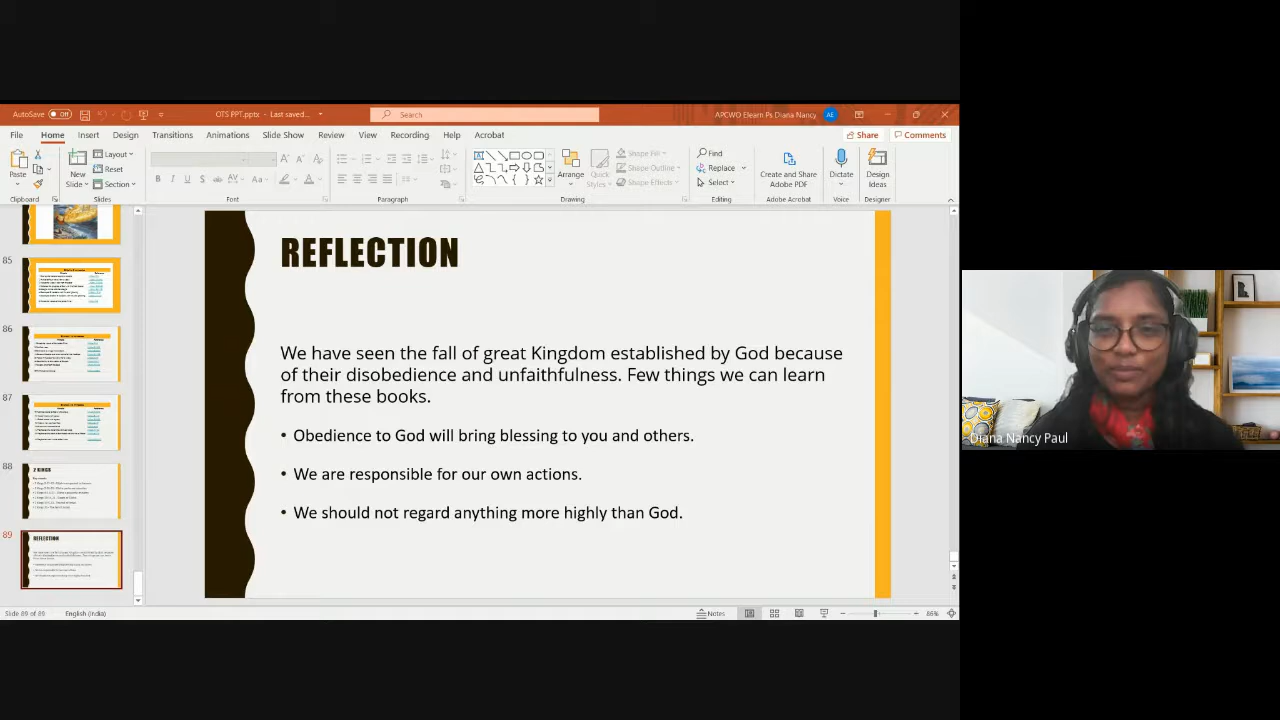 AutoSave Off OTS PPT.pptx - Last saved... Search APCWO Elearn Ps Diana Nancy AE
File Home Insert Design Transitions Animations Slide Show Review View Recording Help Acrobat Share Comments
Paste
New
Slide
Layout
Reset
Section
Arrange
Quick
Styles
Shape Fill
Shape Outline
Shape Effects
Find
Replace
Select
Create and Share
Adobe PDF
Dictate
Design
Ideas
Clipboard Slides Font Paragraph Drawing Editing Adobe Acrobat Voice Designer
85
86
87
88
2 KINGS
89
REFLECTION
REFLECTION
We have seen the fall of great Kingdom established by God because
of their disobedience and unfaithfulness. Few things we can learn
from these books.
• Obedience to God will bring blessing to you and others.
• We are responsible for our own actions.
• We should not regard anything more highly than God.
Slide 89 of 89 English (India) Notes 86%
Diana Nancy Paul